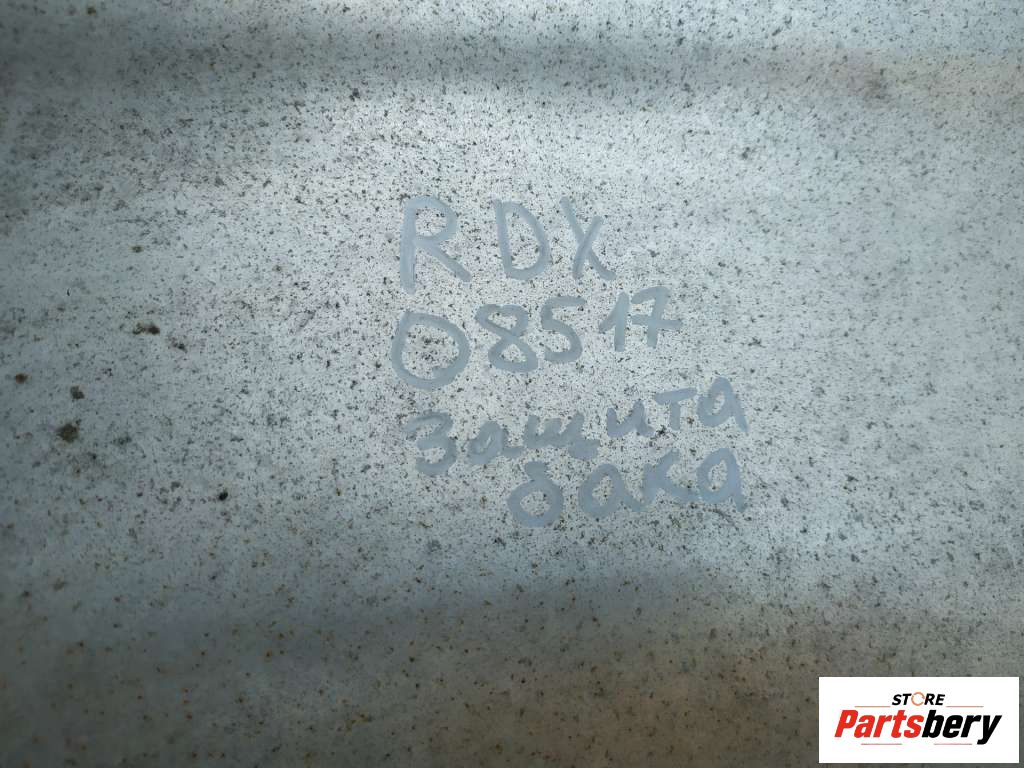 RDX
08517
Защита
бака
STORE
Partsbery